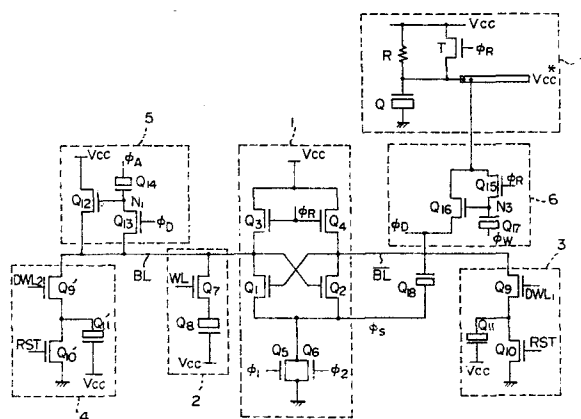 Vcc
R
T
φR
Vcc*
Q
5
1
Vcc
φA
Q14
Vcc
Q12
N1
Q13
φD
Q3
φR
Q4
Q15
φR
Q16
N3
6
φD
Q17
φW
BL
BL
3
DWL2
Q9'
WL
Q7
Q1
Q2
Q18
Q9
DWL1
Q11'
Q8
φS
Q11
RST
Q10'
Vcc
Q5
Q6
φ1
φ2
Vcc
Q10
RST
Vcc
2
4